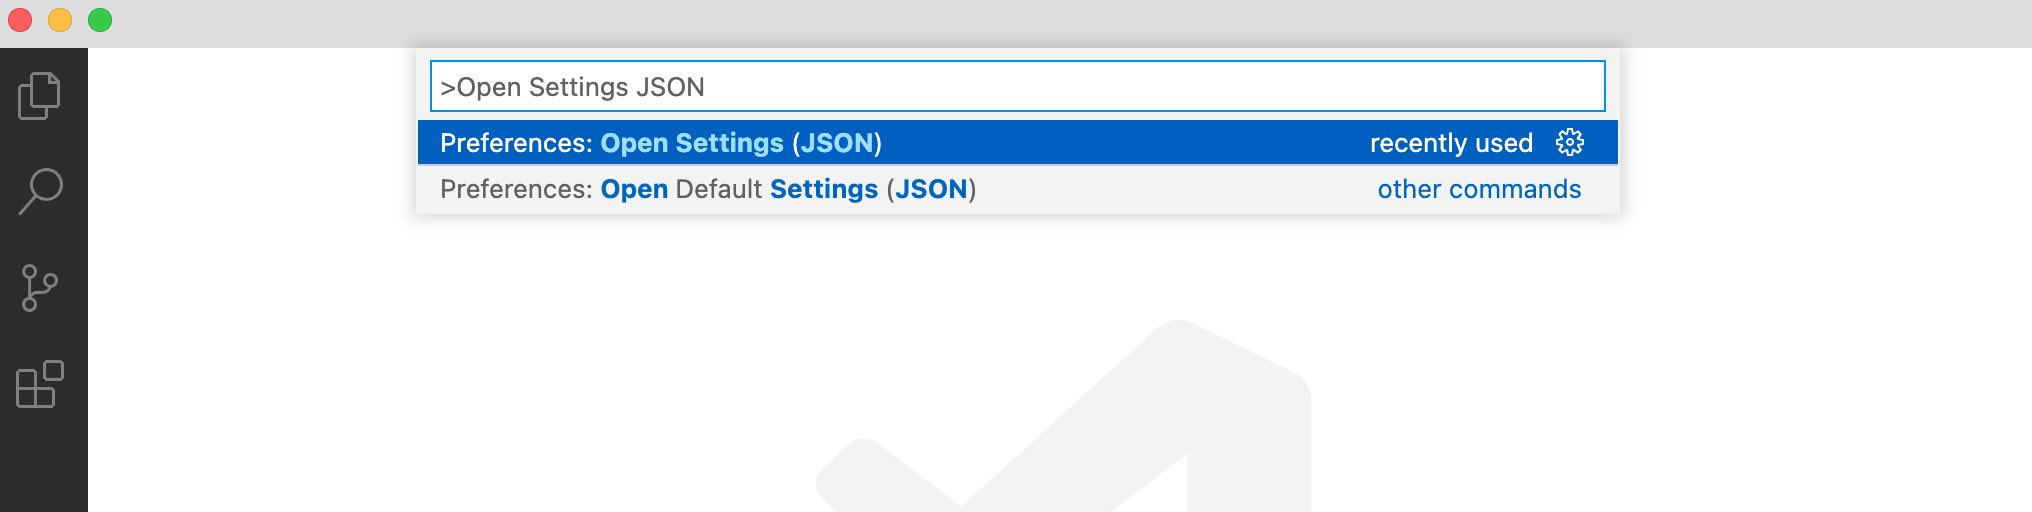 >Open Settings JSON
Preferences: Open Settings (JSON) recently used
Preferences: Open Default Settings (JSON) other commands